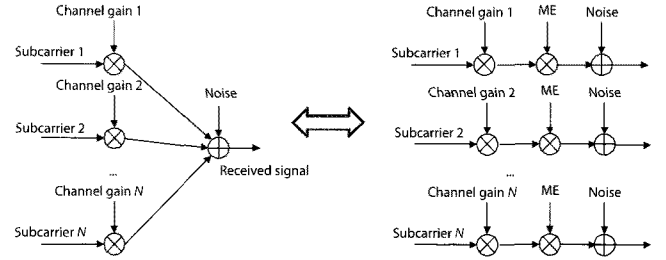 Channel gain 1
Subcarrier 1
Channel gain 2
Subcarrier 2
Noise
Received signal
...
Channel gain N
Subcarrier N
Channel gain 1
ME
Noise
Subcarrier 1
Channel gain 2
ME
Noise
Subcarrier 2
...
Channel gain N
ME
Noise
Subcarrier N